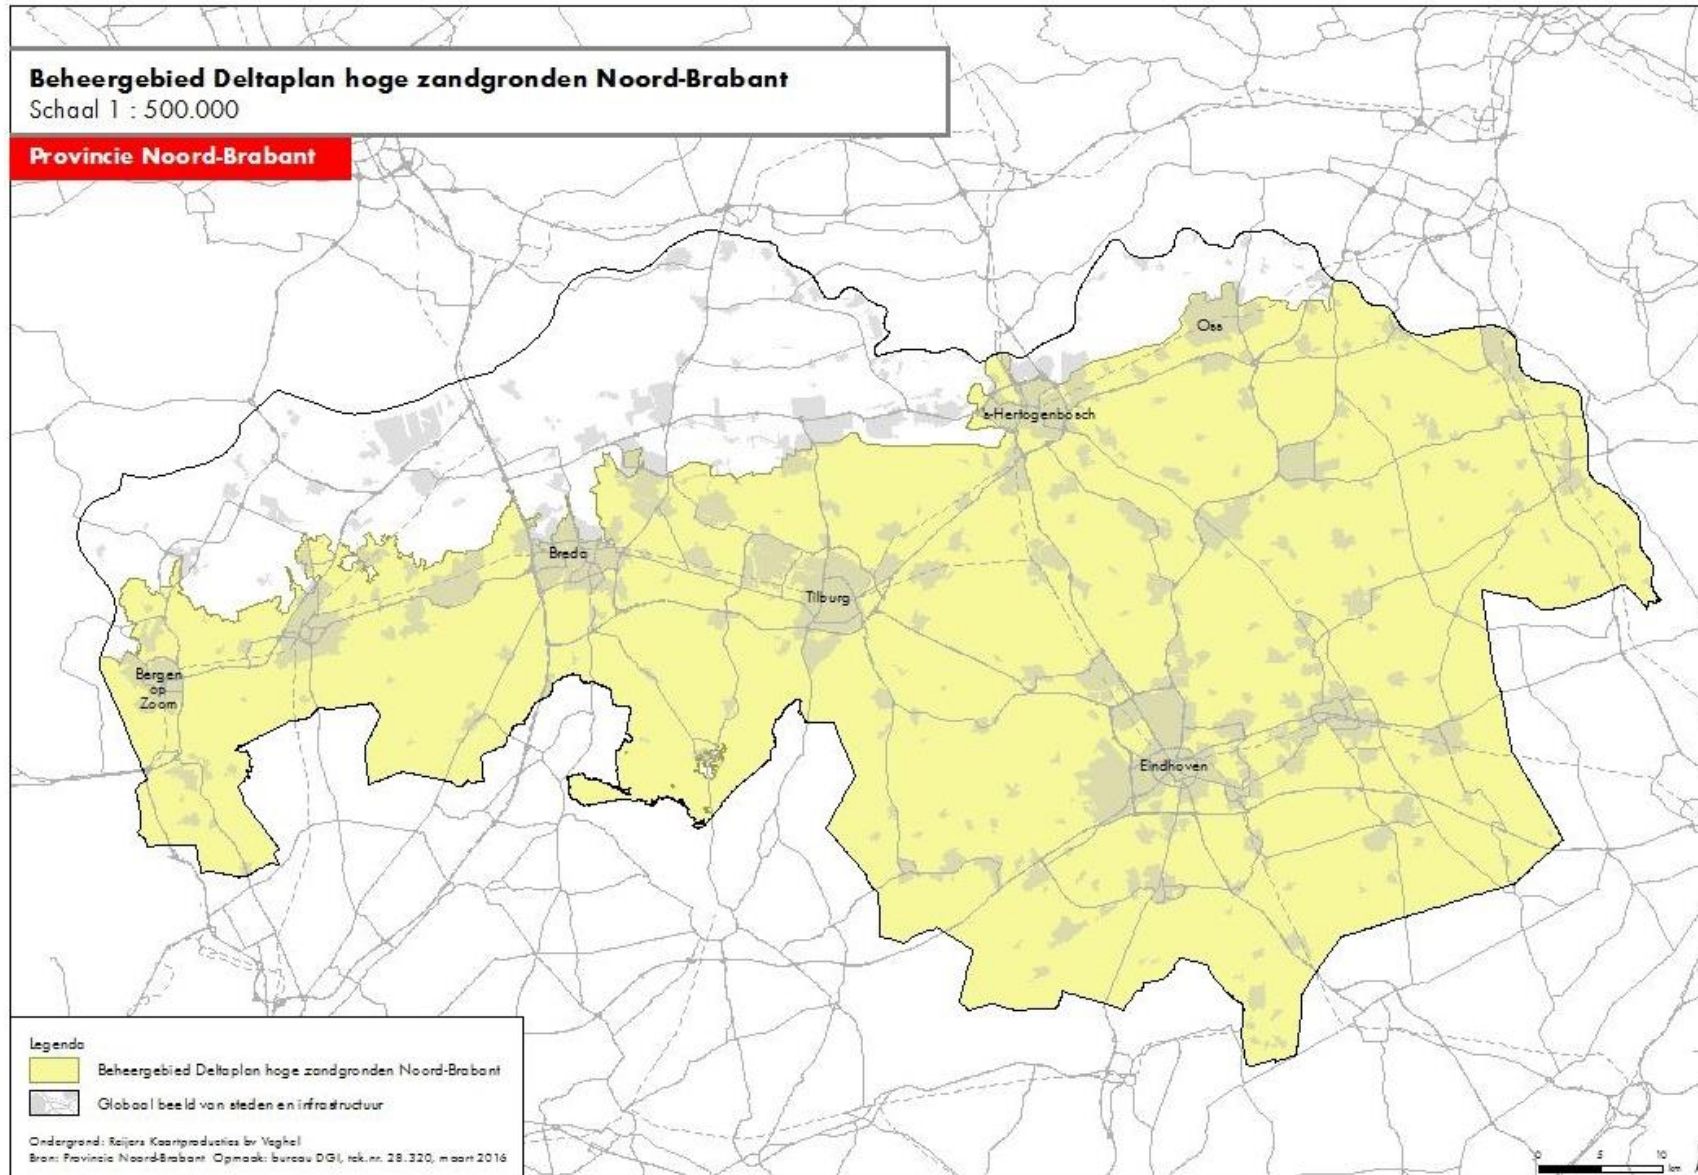 Beheergebied Deltaplan hoge zandgronden Noord-Brabant
Schaal 1 : 500.000
Provincie Noord-Brabant
Oss
's-Hertogenbosch
Breda
Tilburg
Bergen
op
Zoom
Eindhoven
Legenda
Beheergebied Deltaplan hoge zandgronden Noord-Brabant
Globaal beeld van steden en infrastructuur
Ondergrond: Reijers Kaartproducties bv Veghel
Bron: Provincie Noord-Brabant Opmaak: bureau DGI, tek.nr. 28.320, maart 2016
0 5 10
km